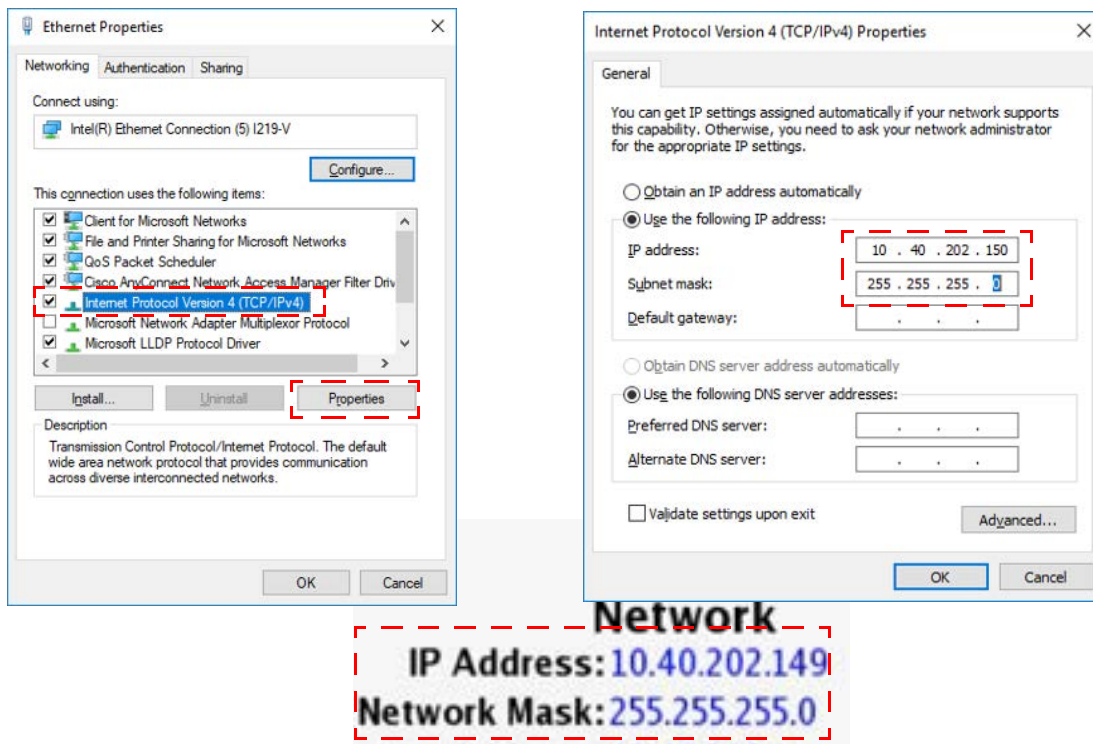 Ethernet Properties
Networking Authentication Sharing
Connect using:
Intel(R) Ethernet Connection (5) I219-V
Configure...
This connection uses the following items:
Client for Microsoft Networks
File and Printer Sharing for Microsoft Networks
QoS Packet Scheduler
Cisco AnyConnect Network Access Manager Filter Driv
Internet Protocol Version 4 (TCP/IPv4)
Microsoft Network Adapter Multiplexor Protocol
Microsoft LLDP Protocol Driver
Install... Uninstall Properties
Description
Transmission Control Protocol/Internet Protocol. The default
wide area network protocol that provides communication
across diverse interconnected networks.
OK Cancel
Internet Protocol Version 4 (TCP/IPv4) Properties
General
You can get IP settings assigned automatically if your network supports
this capability. Otherwise, you need to ask your network administrator
for the appropriate IP settings.
Obtain an IP address automatically
Use the following IP address:
IP address: 10 . 40 . 202 . 150
Subnet mask: 255 . 255 . 255 . 0
Default gateway: . . .
Obtain DNS server address automatically
Use the following DNS server addresses:
Preferred DNS server: . . .
Alternate DNS server: . . .
Validate settings upon exit
Advanced...
OK Cancel
Network
IP Address: 10.40.202.149
Network Mask: 255.255.255.0